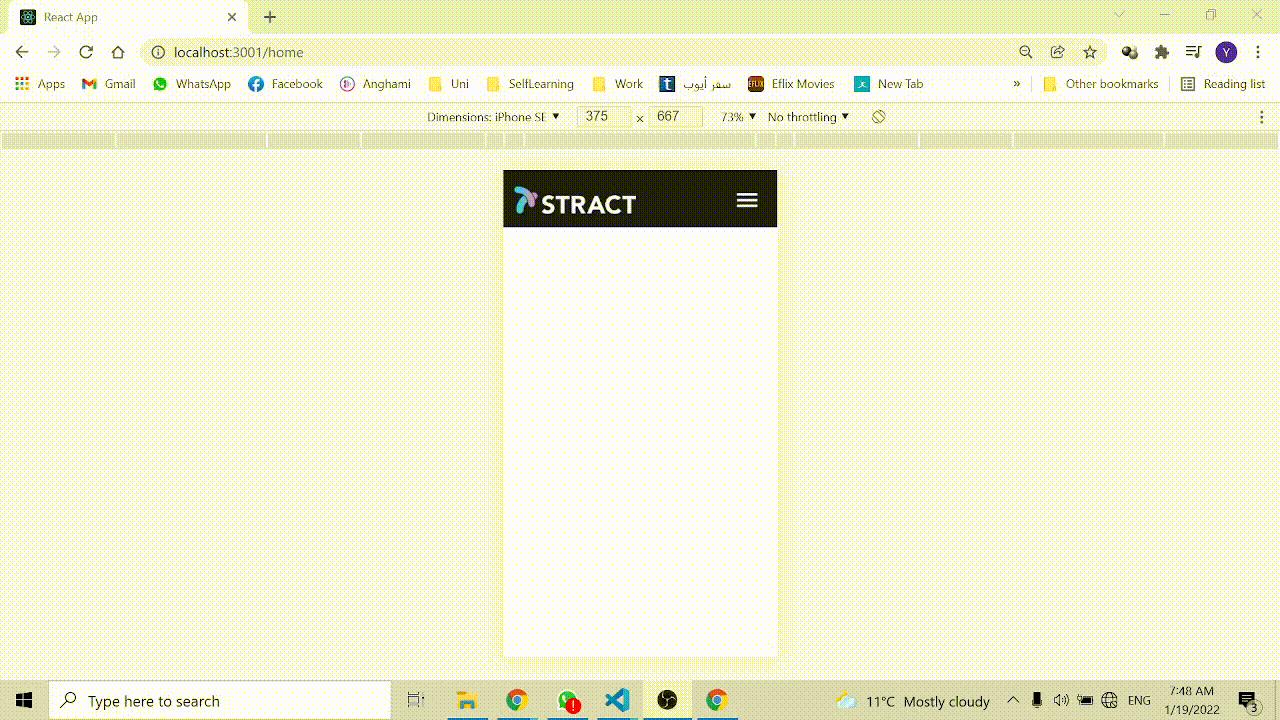 React App
localhost:3001/home
Apps Gmail WhatsApp Facebook Anghami Uni SelfLearning Work t سفر أيوب EFLIX Eflix Movies New Tab » Other bookmarks Reading list
Y
Dimensions: iPhone SE 375 × 667 73% No throttling
STRACT
Type here to search
11°C Mostly cloudy ENG 7:48 AM
1/19/2022
3